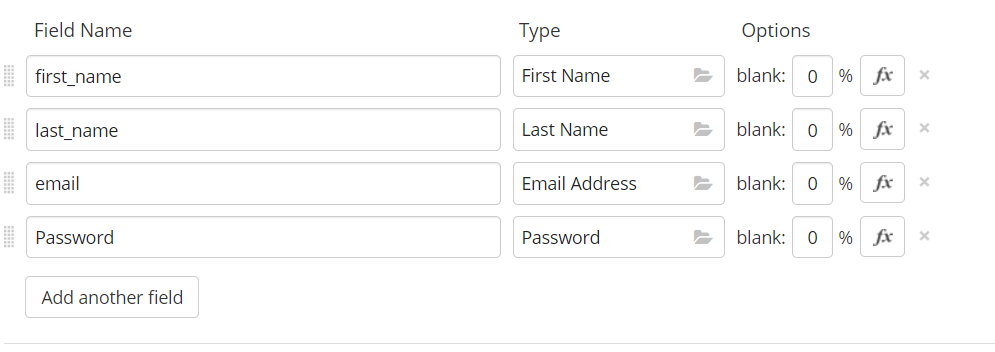 Field Name Type Options
first_name First Name blank: 0 % fx ×
last_name Last Name blank: 0 % fx ×
email Email Address blank: 0 % fx ×
Password Password blank: 0 % fx ×
Add another field